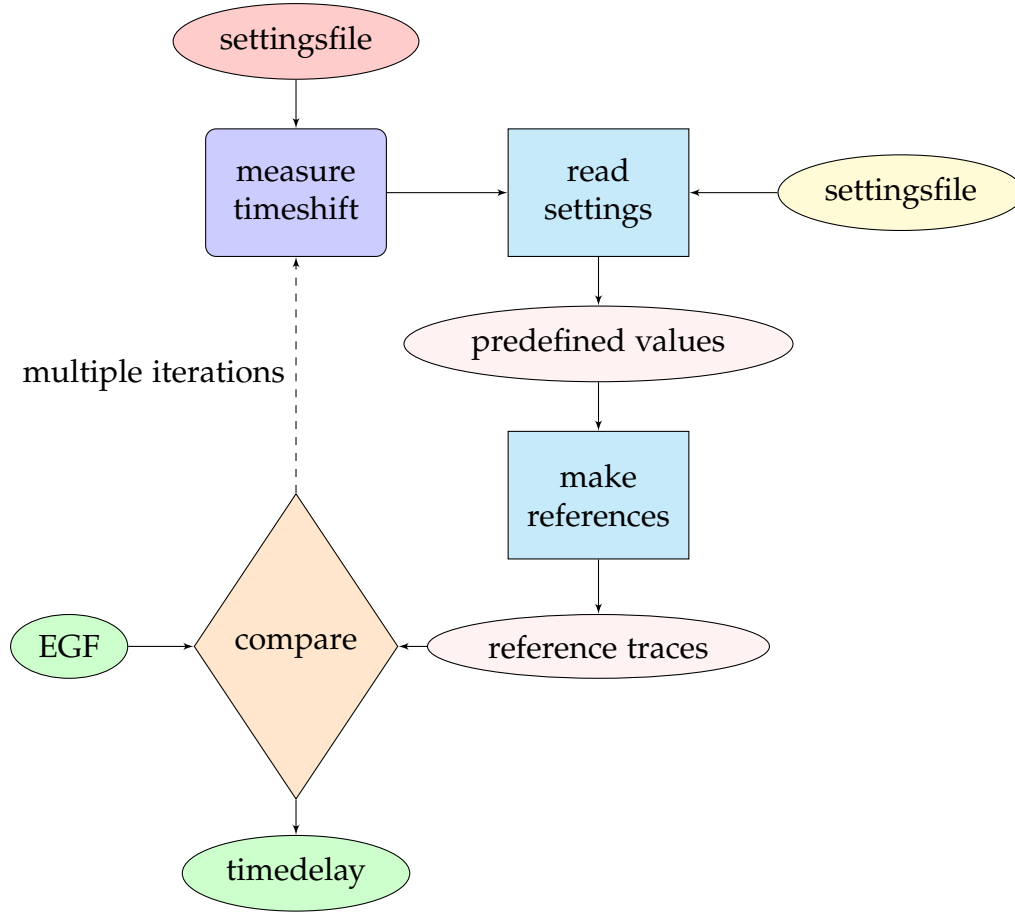 settingsfile
measure
timeshift
read
settings
settingsfile
predefined values
multiple iterations
make
references
EGF
compare
reference traces
timedelay